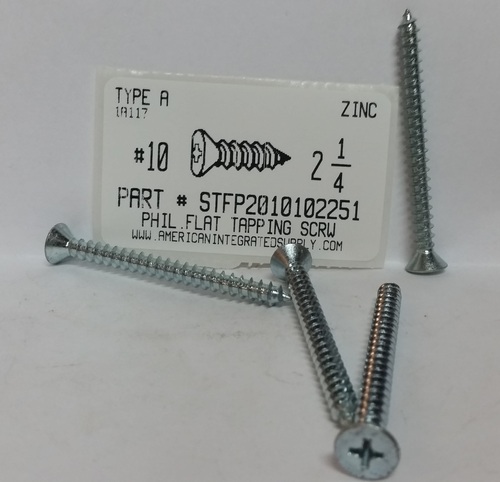 TYPE A ZINC
1A117
#10 2 1/4
PART # STFP2010102251
PHIL.FLAT TAPPING SCRW
WWW.AMERICANINTEGRATEDSUPPLY.COM